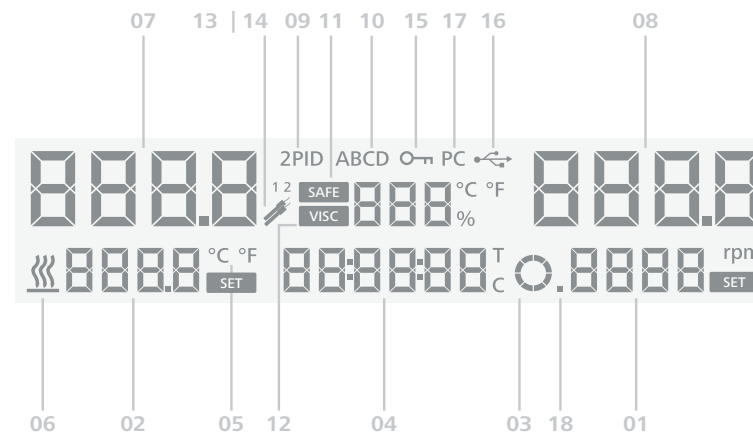 07 13 | 14 09 11 10 15 17 16 08
2PID ABCD PC
888.8 1 2 SAFE 888 °C °F 888.8
VISC %
888.8 °C °F 88:88:88 T .8888 rpm
SET C SET
06 02 05 12 04 03 18 01